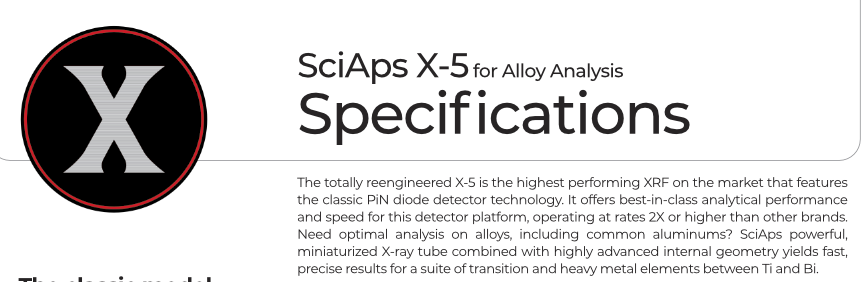 X
SciAps X-5 for Alloy Analysis
Specifications
The totally reengineered X-5 is the highest performing XRF on the market that features
the classic PiN diode detector technology. It offers best-in-class analytical performance
and speed for this detector platform, operating at rates 2X or higher than other brands.
Need optimal analysis on alloys, including common aluminums? SciAps powerful,
miniaturized X-ray tube combined with highly advanced internal geometry yields fast,
precise results for a suite of transition and heavy metal elements between Ti and Bi.
The classic model